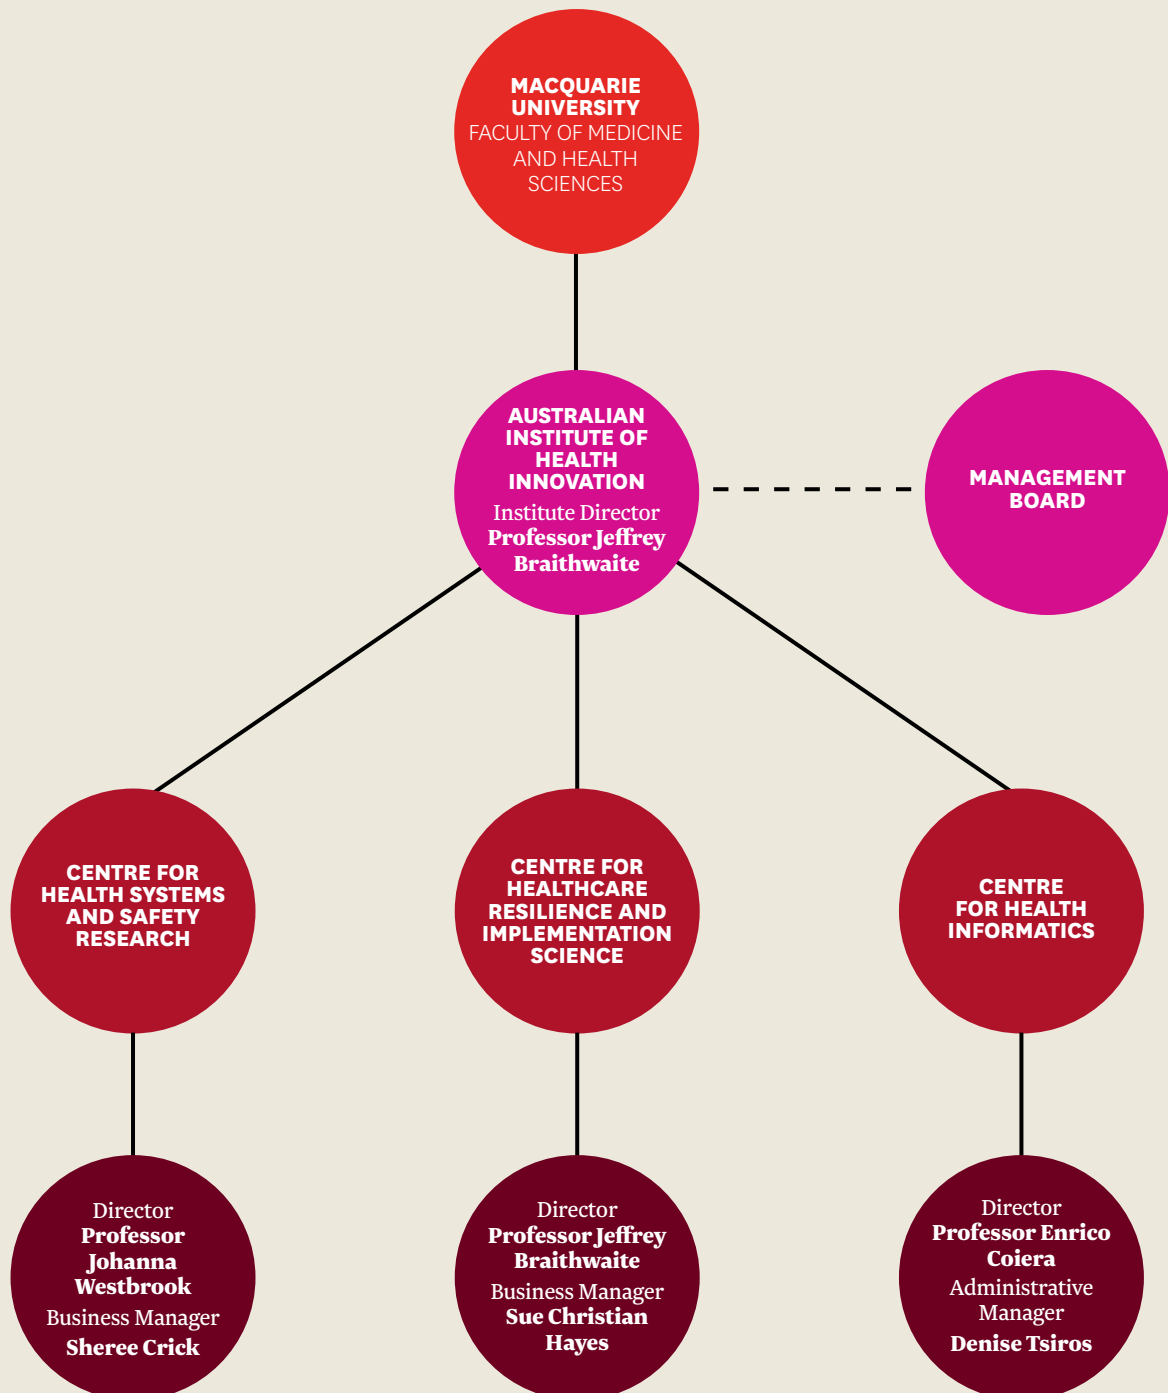 MACQUARIE
UNIVERSITY
FACULTY OF MEDICINE
AND HEALTH
SCIENCES
AUSTRALIAN
INSTITUTE OF
HEALTH
INNOVATION
Institute Director
Professor Jeffrey
Braithwaite
MANAGEMENT
BOARD
CENTRE FOR
HEALTH SYSTEMS
AND SAFETY
RESEARCH
CENTRE FOR
HEALTHCARE
RESILIENCE AND
IMPLEMENTATION
SCIENCE
CENTRE
FOR HEALTH
INFORMATICS
Director
Professor
Johanna
Westbrook
Business Manager
Sheree Crick
Director
Professor Jeffrey
Braithwaite
Business Manager
Sue Christian
Hayes
Director
Professor Enrico
Coiera
Administrative
Manager
Denise Tsiros